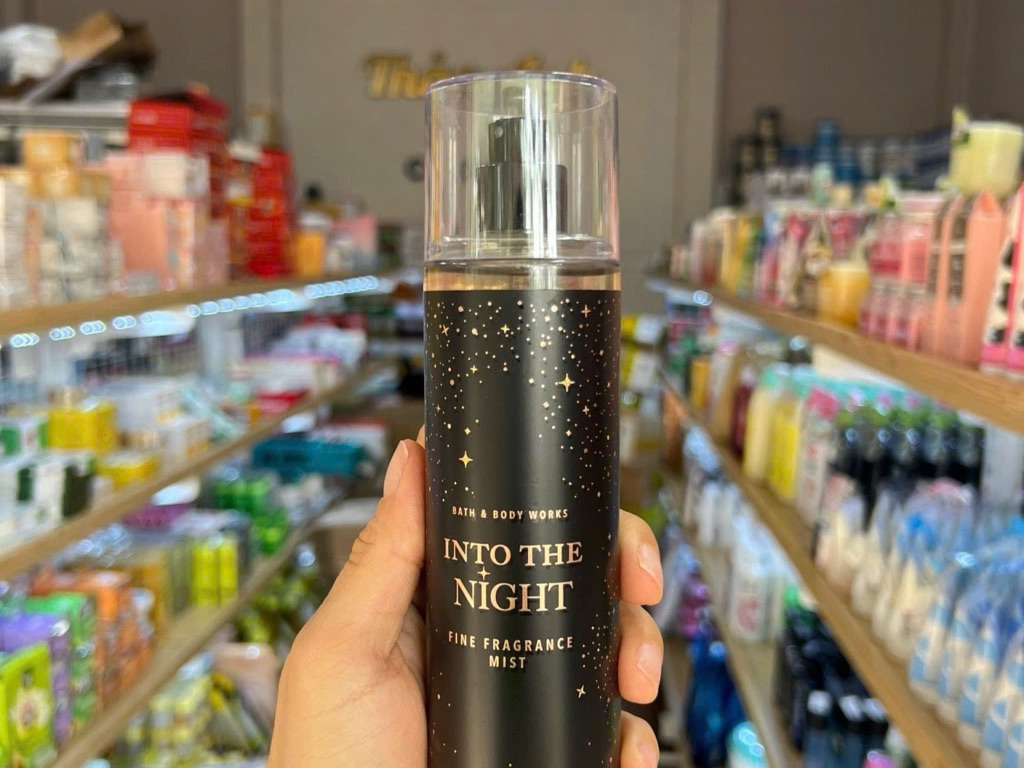 BATH & BODY WORKS
INTO THE
NIGHT
FINE FRAGRANCE
MIST